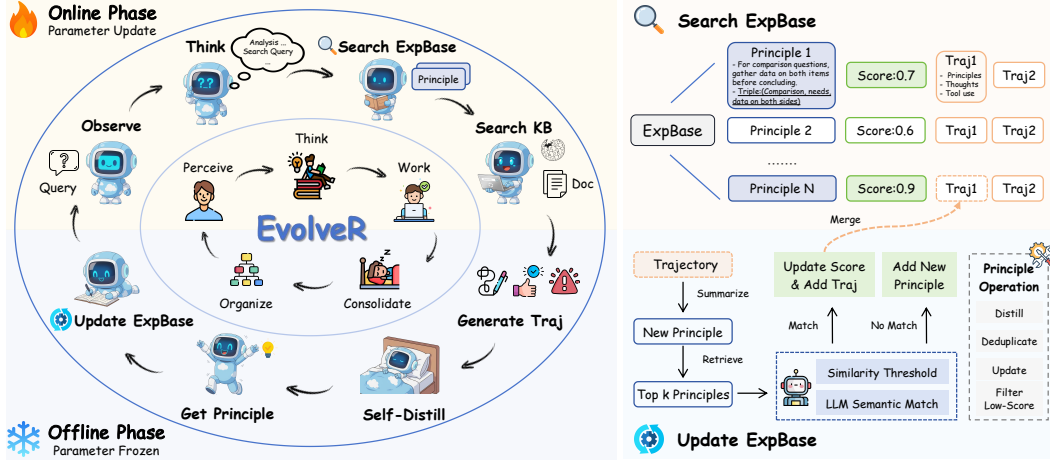 Online Phase
Parameter Update
Think
Analysis ...
Search Query
...
Search ExpBase
Principle
Observe
? 
Query
Search KB
Doc
Think
Perceive
Work
EvolveR
Organize
Consolidate
Update ExpBase
Generate Traj
Get Principle
Self-Distill
Offline Phase
Parameter Frozen
Search ExpBase
ExpBase
Principle 1
- For comparison questions,
gather data on both items
before concluding.
- Triple:(Comparison, needs,
data on both sides)
Score:0.7
Traj1
- Principles
- Thoughts
- Tool use
Traj2
Principle 2
Score:0.6
Traj1
Traj2
.......
Principle N
Score:0.9
Traj1
Traj2
Merge
Trajectory
Summarize
New Principle
Retrieve
Top k Principles
Update Score
& Add Traj
Add New
Principle
Match
No Match
Similarity Threshold
LLM Semantic Match
Principle
Operation
Distill
Deduplicate
Update
Filter
Low-Score
Update ExpBase